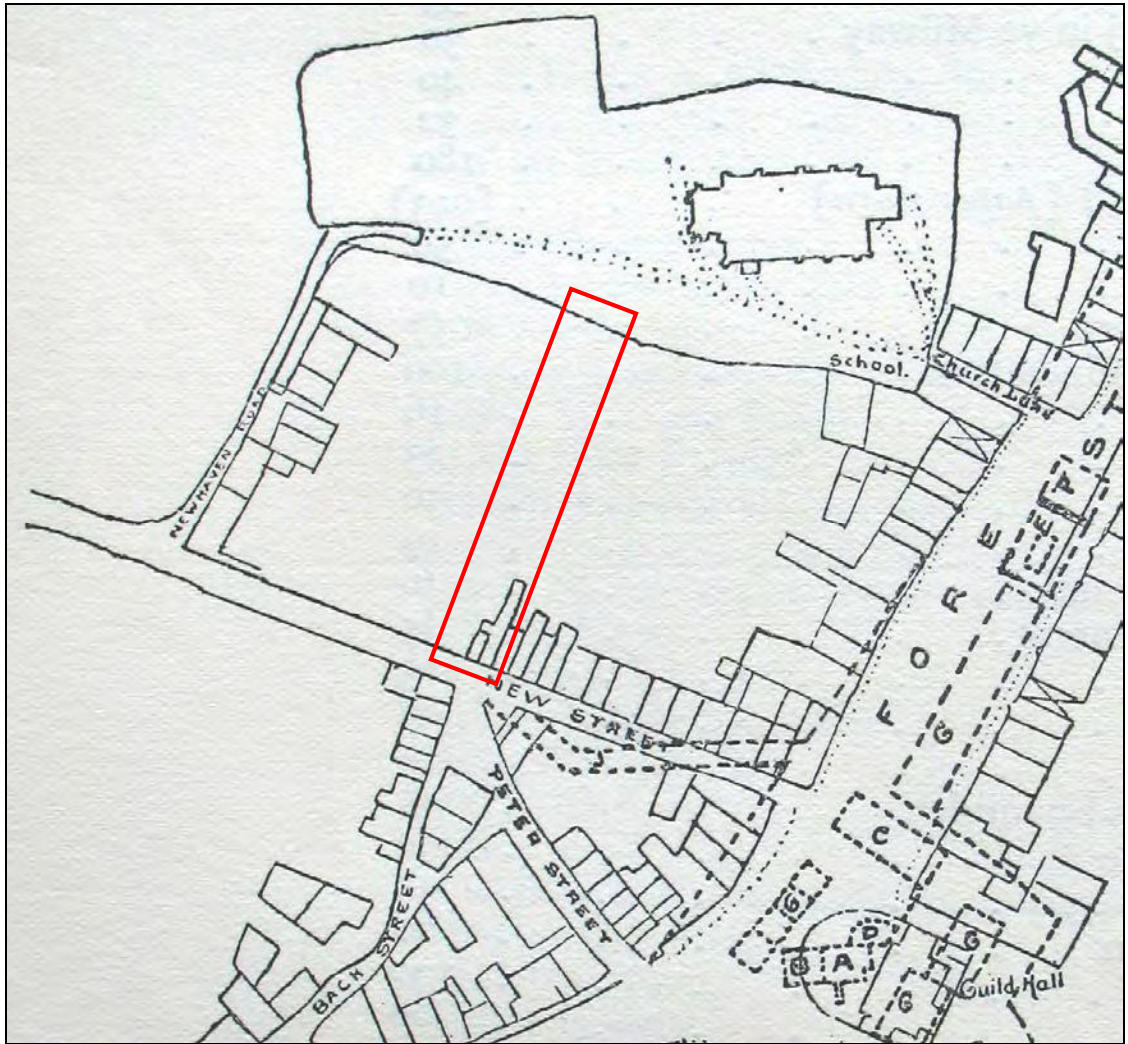 School.
Church Lane
NEWHAVEN ROAD
NEW STREET
PETER STREET
BACK STREET
FORE ST
E
E
P
G
C
G
D
B
A
G
G
Guild Hall